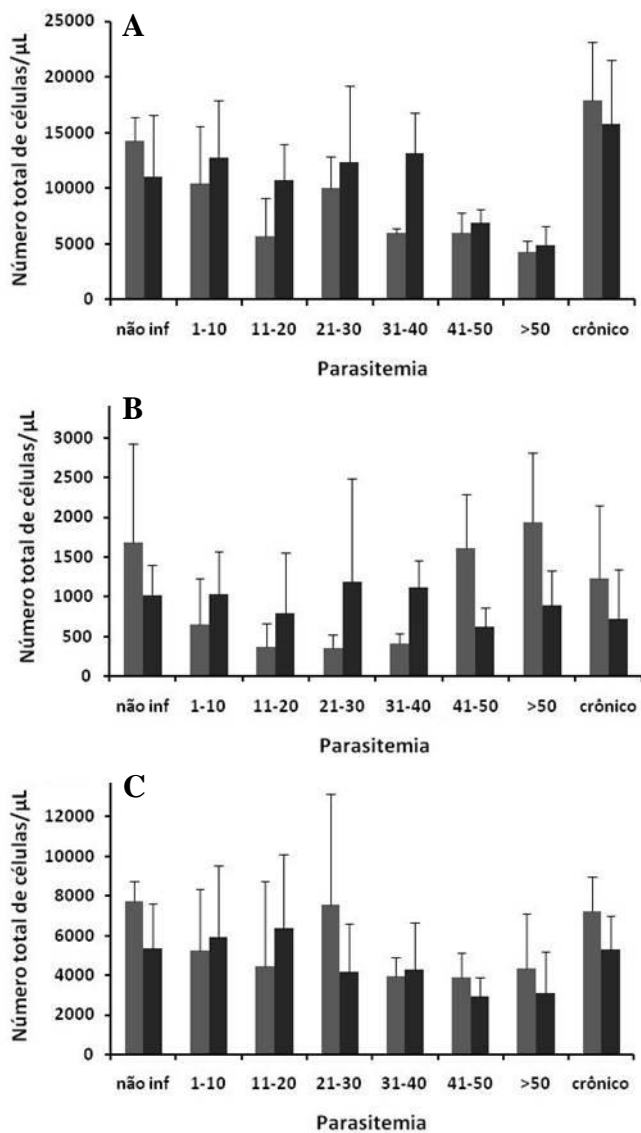 A
Número total de células/µL
25000
20000
15000
10000
5000
0
não inf 1-10 11-20 21-30 31-40 41-50 >50 crônico
Parasitemia
B
Número total de células/µL
3000
2500
2000
1500
1000
500
0
não inf 1-10 11-20 21-30 31-40 41-50 >50 crônico
Parasitemia
C
Número total de células/µL
12000
10000
8000
6000
4000
2000
0
não inf 1-10 11-20 21-30 31-40 41-50 >50 crônico
Parasitemia